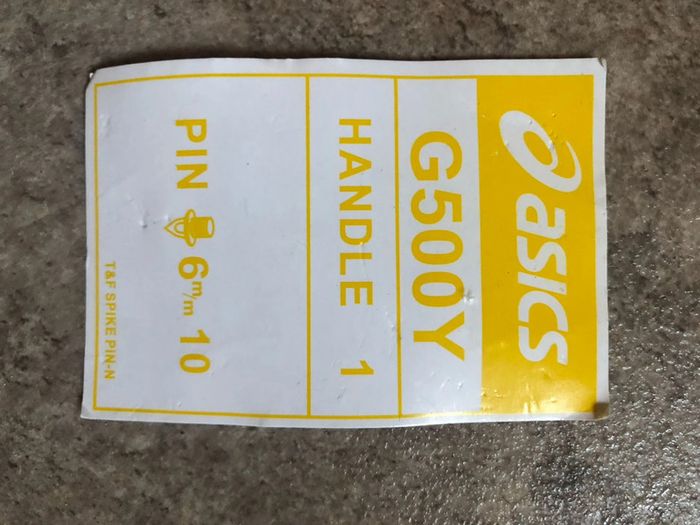 asics
G500Y
HANDLE 1
PIN 6m/m 10
T&F SPIKE PIN-N